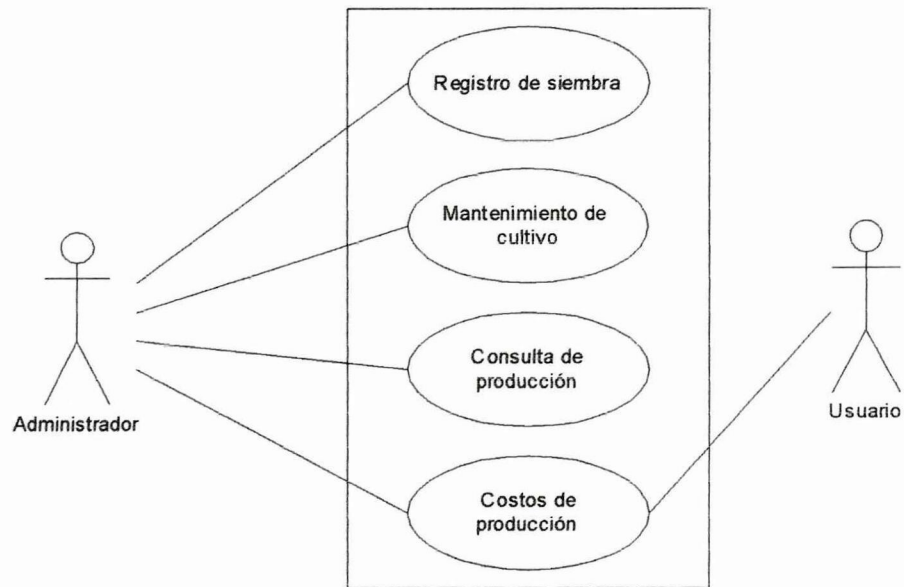 Registro de siembra
Mantenimiento de
cultivo
Consulta de
producción
Costos de
producción
Administrador
Usuario